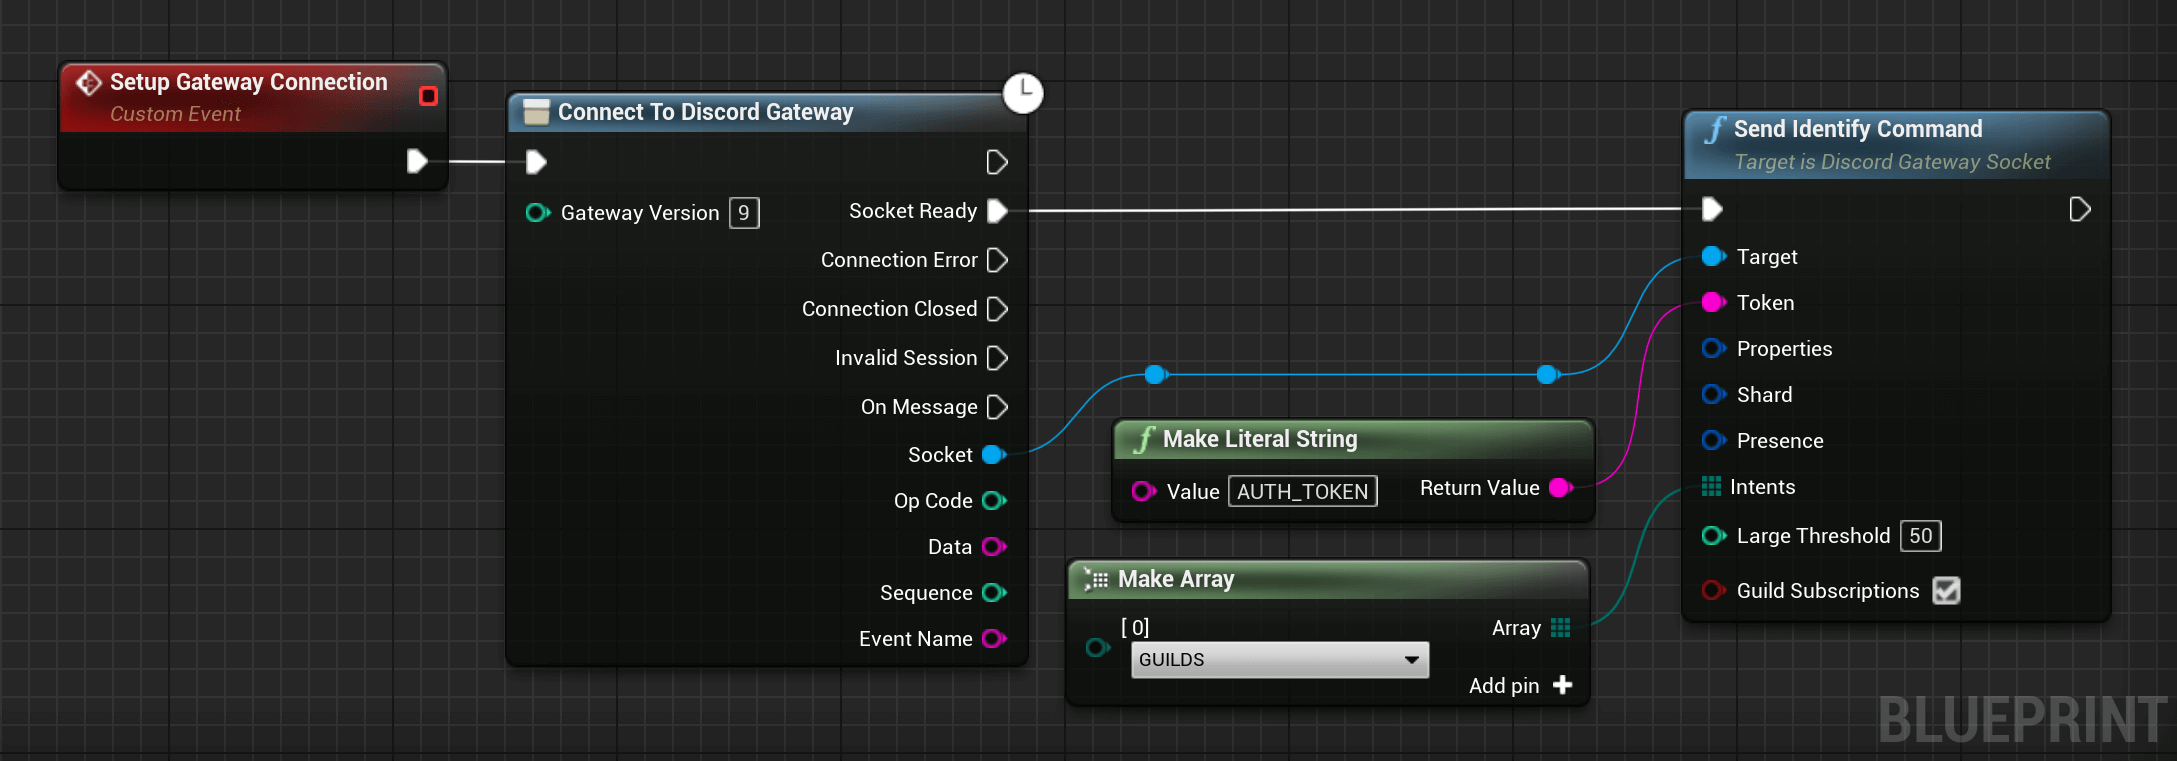 Setup Gateway Connection
Custom Event
Connect To Discord Gateway
Gateway Version 9
Socket Ready
Connection Error
Connection Closed
Invalid Session
On Message
Socket
Op Code
Data
Sequence
Event Name
Make Literal String
Value AUTH_TOKEN Return Value
Make Array
[ 0]
GUILDS
Array
Add pin
Send Identify Command
Target is Discord Gateway Socket
Target
Token
Properties
Shard
Presence
Intents
Large Threshold 50
Guild Subscriptions
BLUEPRINT